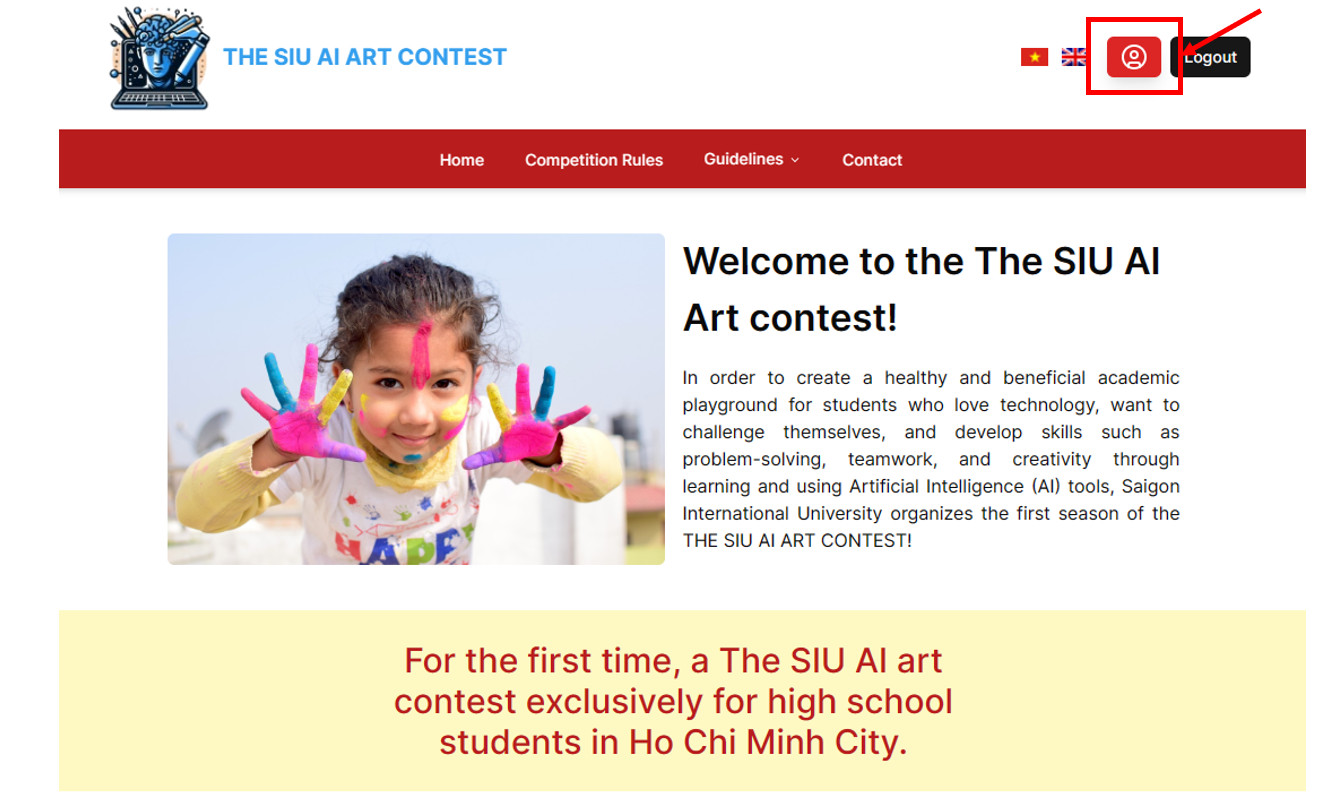 THE SIU AI ART CONTEST
Logout
Home Competition Rules Guidelines Contact
Welcome to the The SIU AI
Art contest!
In order to create a healthy and beneficial academic
playground for students who love technology, want to
challenge themselves, and develop skills such as
problem-solving, teamwork, and creativity through
learning and using Artificial Intelligence (AI) tools, Saigon
International University organizes the first season of the
THE SIU AI ART CONTEST!
For the first time, a The SIU AI art
contest exclusively for high school
students in Ho Chi Minh City.